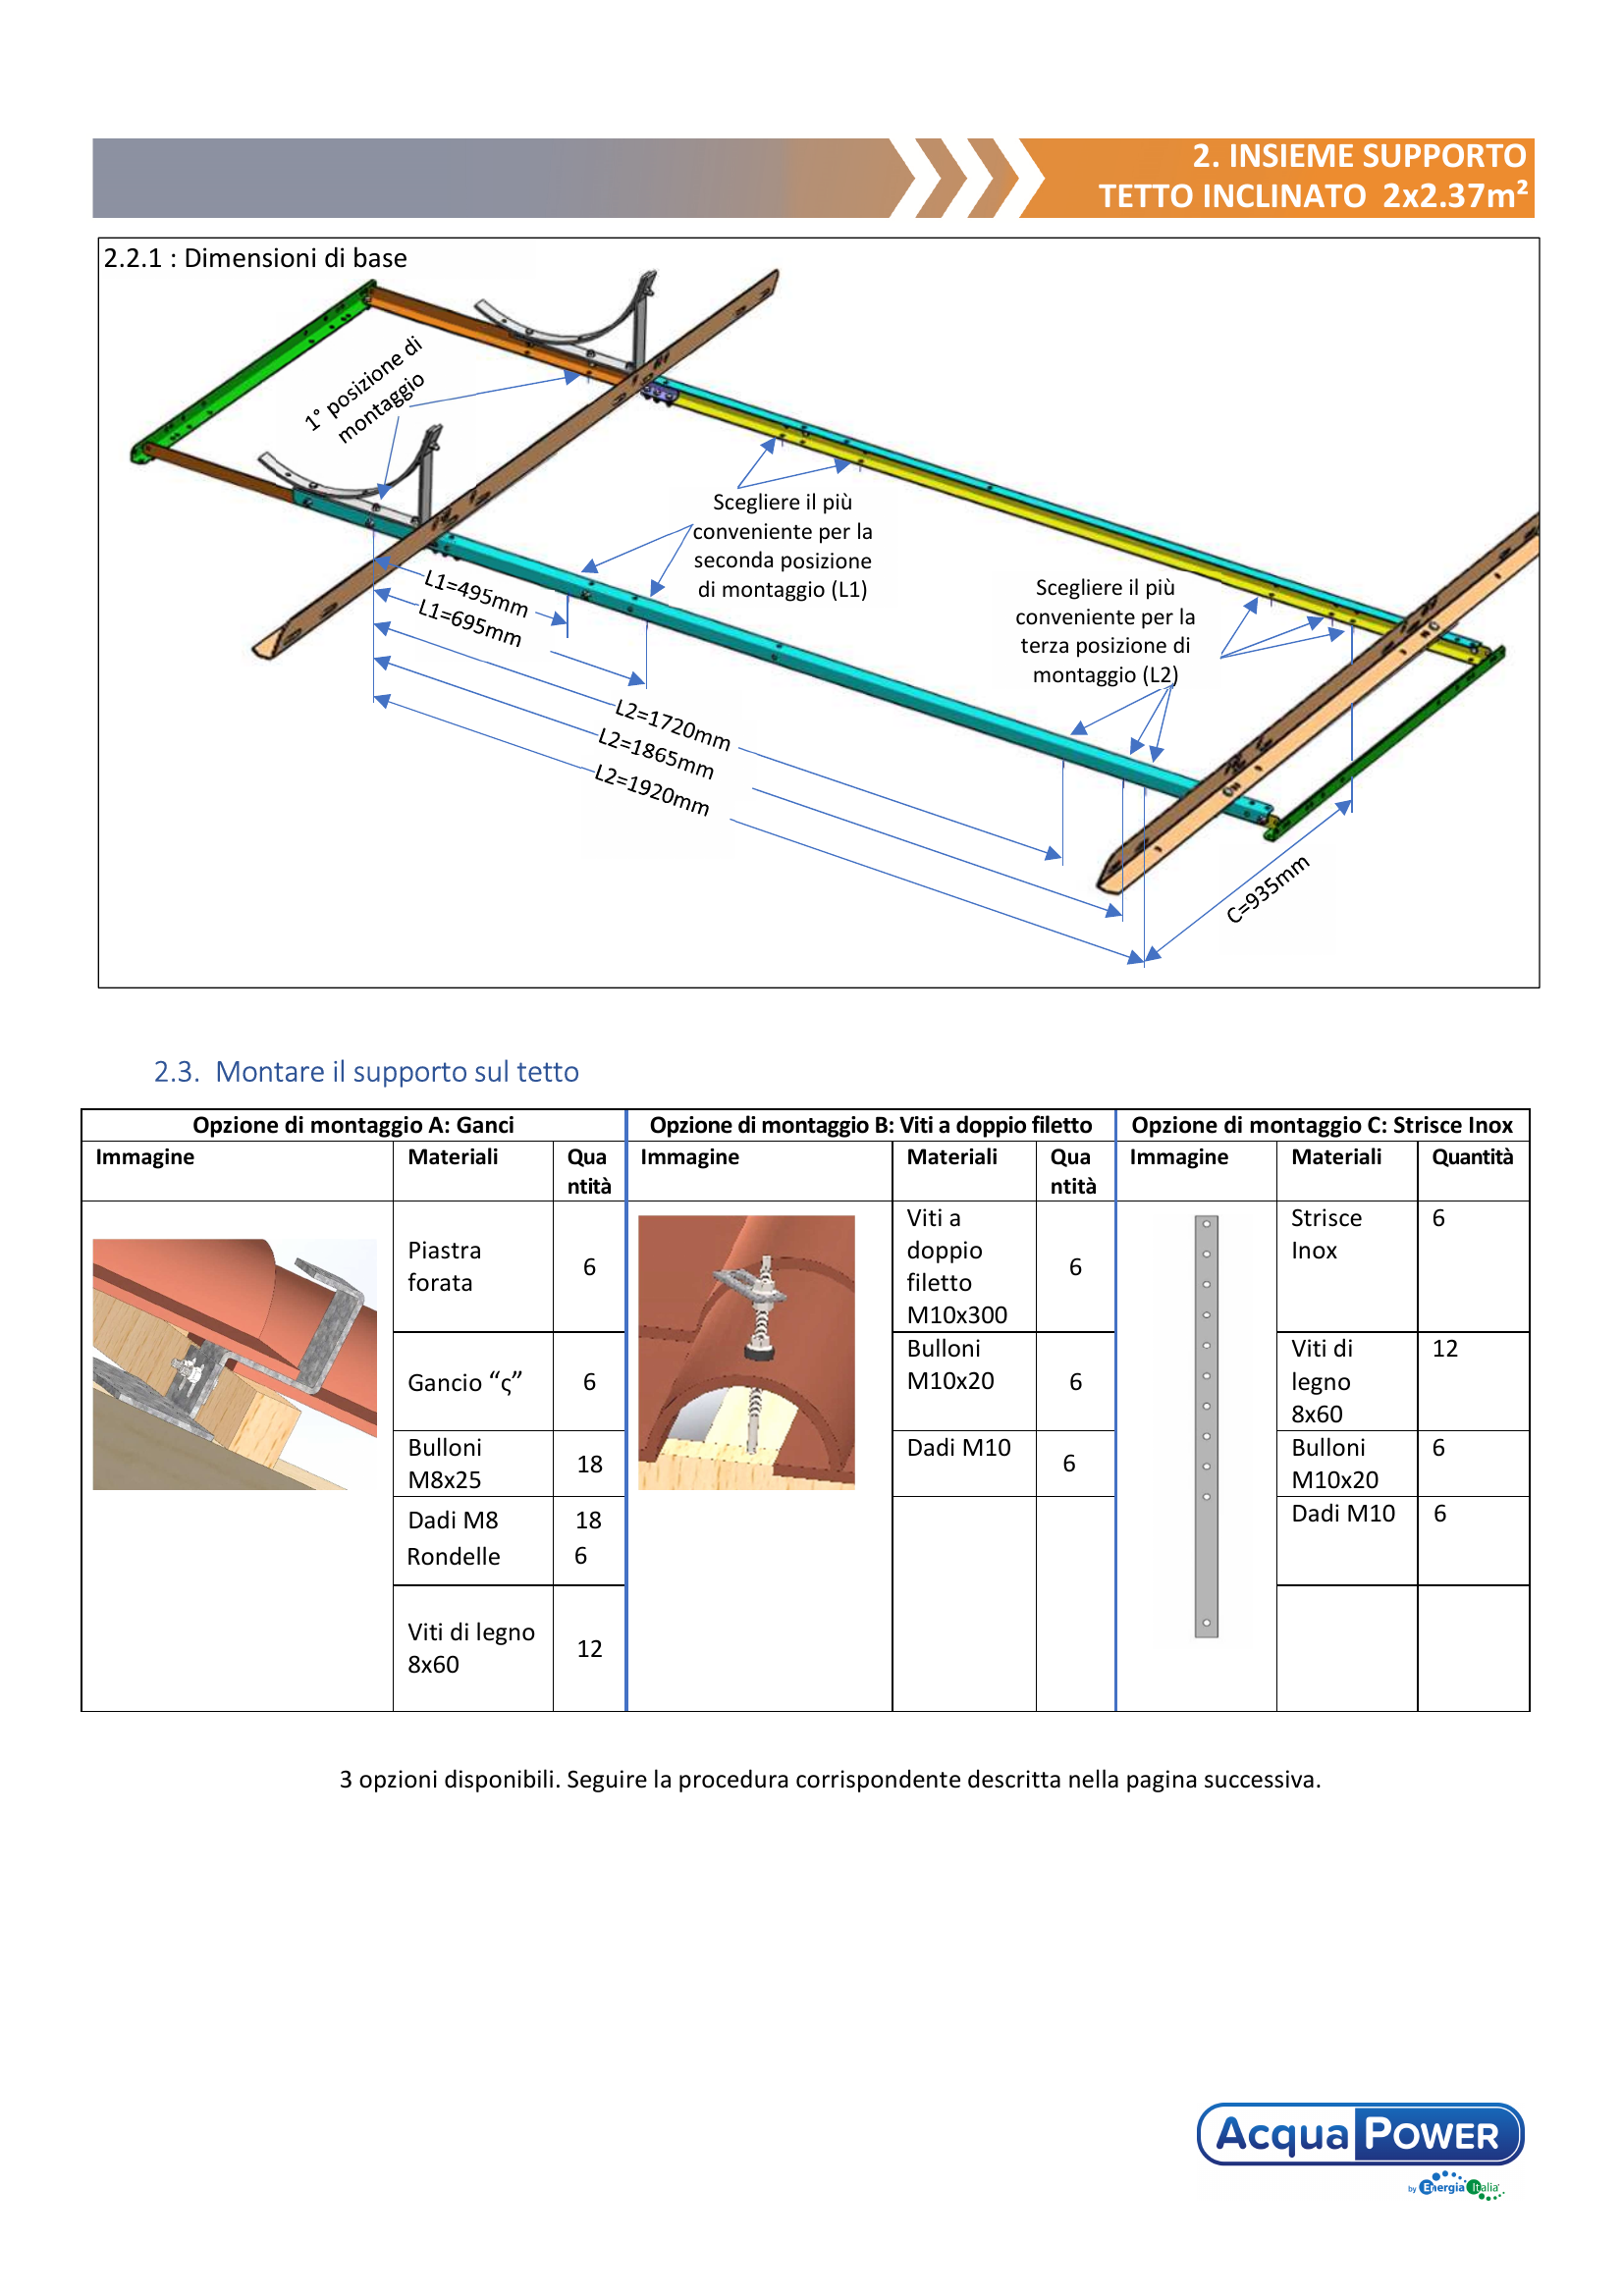 2. INSIEME SUPPORTO
TETTO INCLINATO 2x2.37m²
2.2.1 : Dimensioni di base
1° posizione di
montaggio
Scegliere il più
conveniente per la
seconda posizione
di montaggio (L1)
Scegliere il più
conveniente per la
terza posizione di
montaggio (L2)
L1=495mm
L1=695mm
L2=1720mm
L2=1865mm
L2=1920mm
C=935mm
2.3. Montare il supporto sul tetto
Opzione di montaggio A: Ganci
Opzione di montaggio B: Viti a doppio filetto
Opzione di montaggio C: Strisce Inox
Immagine
Materiali
Qua
ntità
Immagine
Materiali
Qua
ntità
Immagine
Materiali
Quantità
Piastra
forata
6
Viti a
doppio
filetto
M10x300
6
Strisce
Inox
6
Gancio “ς”
6
Bulloni
M10x20
6
Viti di
legno
8x60
12
Bulloni
M8x25
18
Dadi M10
6
Bulloni
M10x20
6
Dadi M8
18
Rondelle
6
Dadi M10
6
Viti di legno
8x60
12
3 opzioni disponibili. Seguire la procedura corrispondente descritta nella pagina successiva.
Acqua POWER
by Energia Italia